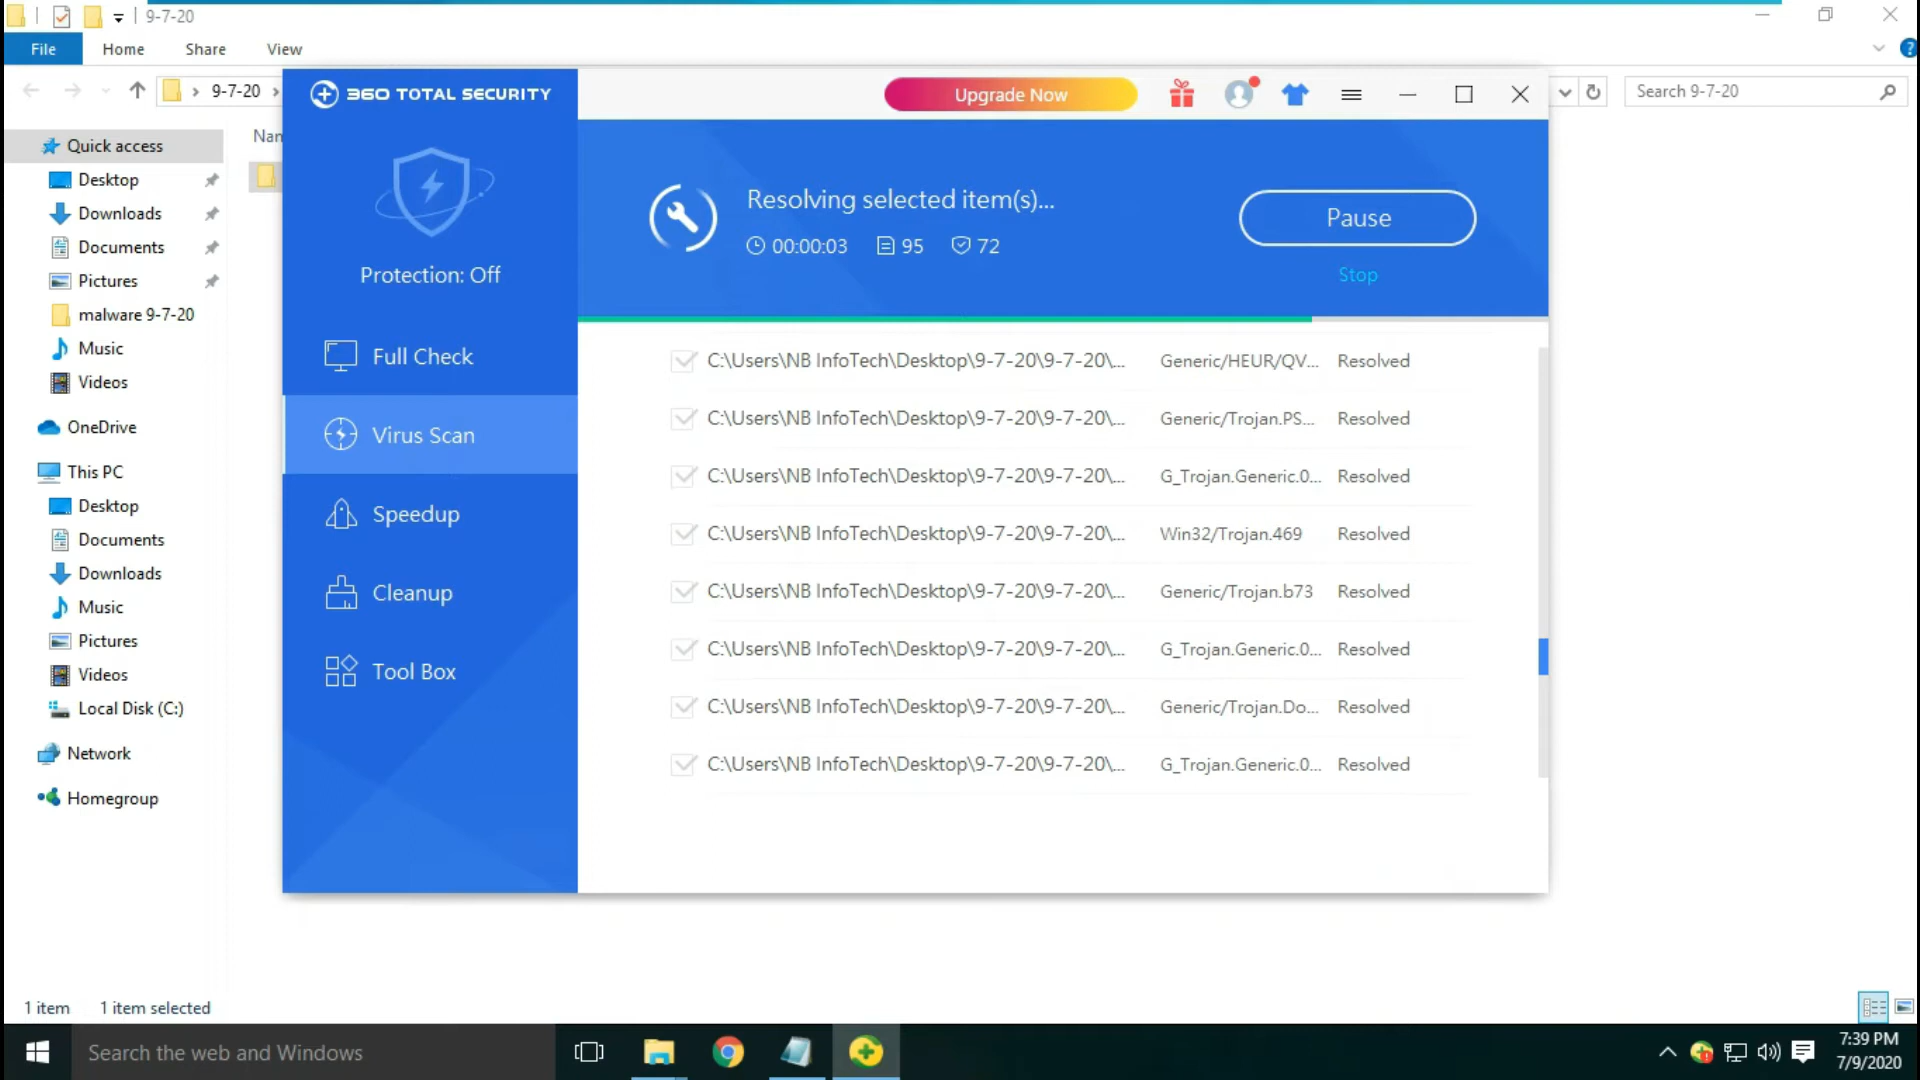 9-7-20
File
Home
Share
View
9-7-20
Search 9-7-20
360 TOTAL SECURITY
Upgrade Now
Quick access
Desktop
Downloads
Documents
Pictures
malware 9-7-20
Music
Videos
OneDrive
This PC
Desktop
Documents
Downloads
Music
Pictures
Videos
Local Disk (C:)
Network
Homegroup
Protection: Off
Full Check
Virus Scan
Speedup
Cleanup
Tool Box
Resolving selected item(s)...
00:00:03 95 72
Pause
Stop
C:\Users\NB InfoTech\Desktop\9-7-20\9-7-20\... Generic/HEUR/QV... Resolved
C:\Users\NB InfoTech\Desktop\9-7-20\9-7-20\... Generic/Trojan.PS... Resolved
C:\Users\NB InfoTech\Desktop\9-7-20\9-7-20\... G_Trojan.Generic.0... Resolved
C:\Users\NB InfoTech\Desktop\9-7-20\9-7-20\... Win32/Trojan.469 Resolved
C:\Users\NB InfoTech\Desktop\9-7-20\9-7-20\... Generic/Trojan.b73 Resolved
C:\Users\NB InfoTech\Desktop\9-7-20\9-7-20\... G_Trojan.Generic.0... Resolved
C:\Users\NB InfoTech\Desktop\9-7-20\9-7-20\... Generic/Trojan.Do... Resolved
C:\Users\NB InfoTech\Desktop\9-7-20\9-7-20\... G_Trojan.Generic.0... Resolved
1 item 1 item selected
Search the web and Windows
7:39 PM
7/9/2020